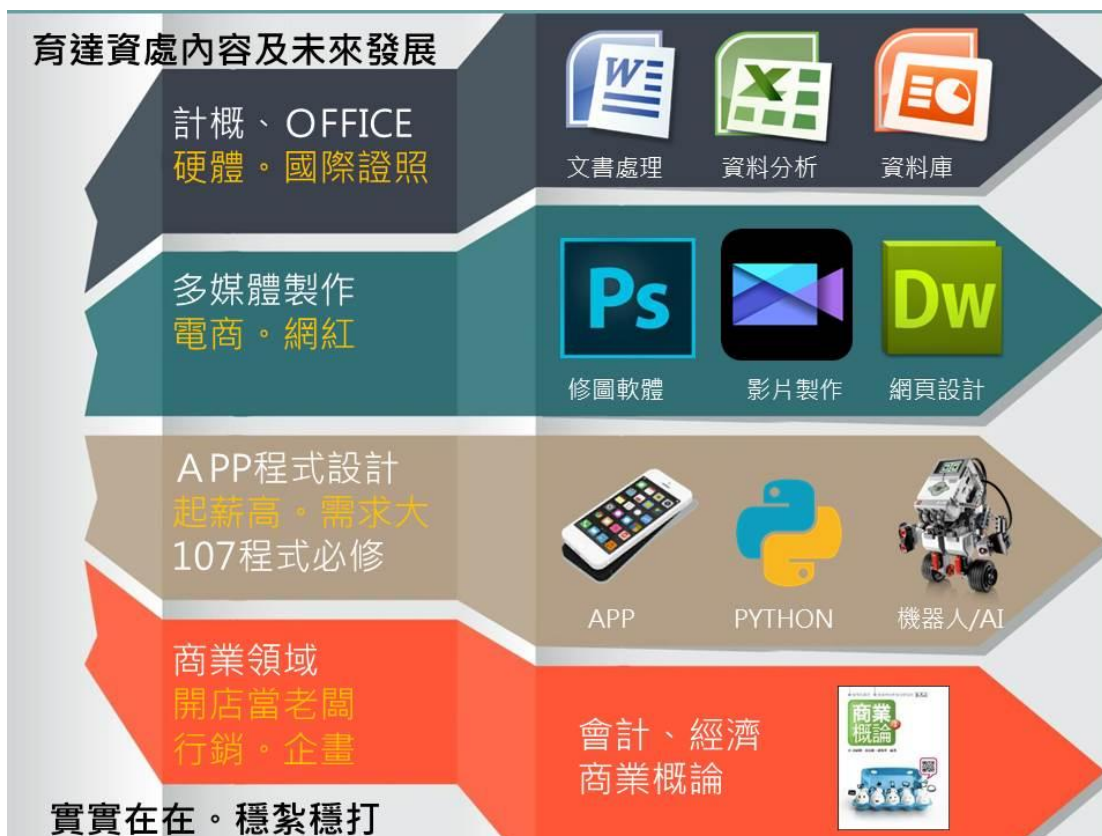 育達資處內容及未來發展
計概、OFFICE
硬體。國際證照
文書處理
資料分析
資料庫
多媒體製作
電商。網紅
Ps
Dw
修圖軟體
影片製作
網頁設計
APP程式設計
起薪高。需求大
107程式必修
APP
PYTHON
機器人/AI
商業領域
開店當老闆
行銷。企畫
會計、經濟
商業概論
商業
概論
實實在在。穩紮穩打